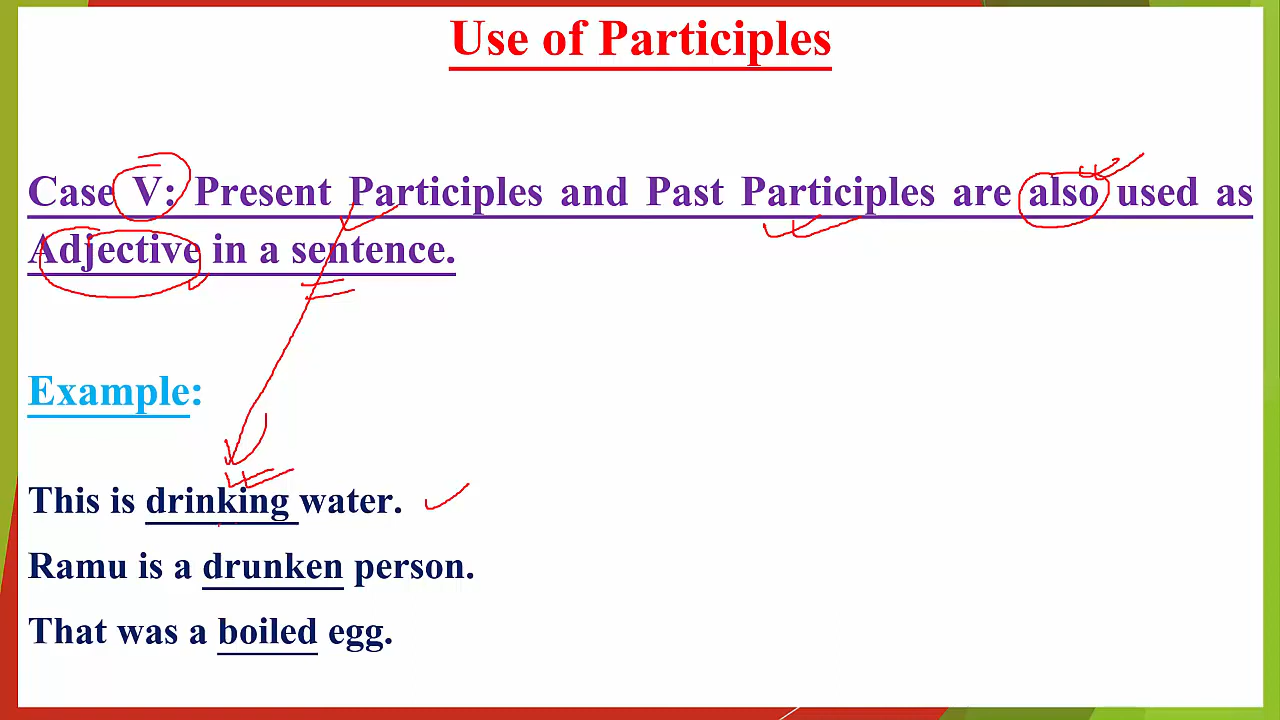 Use of Participles
Case V: Present Participles and Past Participles are also used as
Adjective in a sentence.
Example:
This is drinking water.
Ramu is a drunken person.
That was a boiled egg.